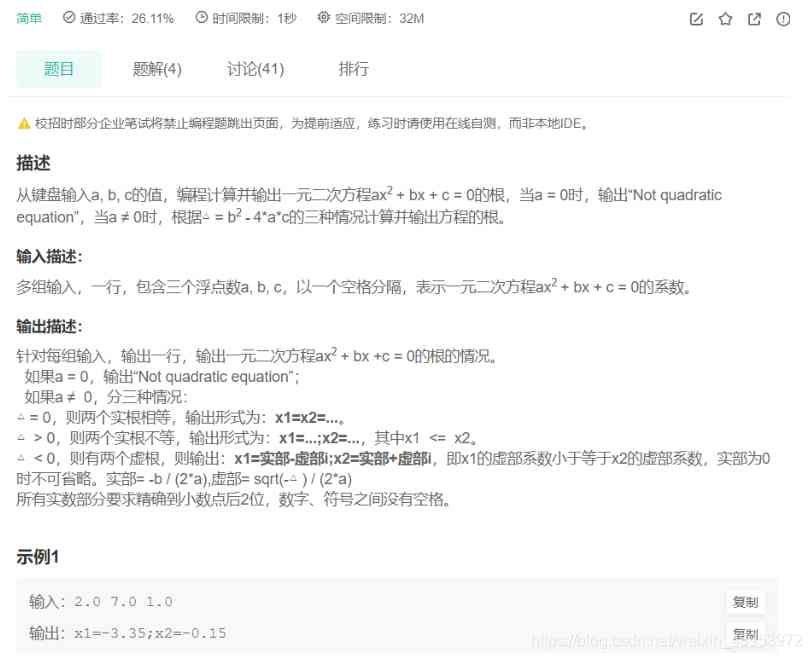 简单 通过率：26.11% 时间限制：1秒 空间限制：32M
题目 题解(4) 讨论(41) 排行
校招时部分企业笔试将禁止编程题跳出页面，为提前适应，练习时请使用在线自测，而非本地IDE。
描述
从键盘输入a, b, c的值，编程计算并输出一元二次方程ax² + bx + c = 0的根，当a = 0时，输出“Not quadratic
equation”，当a ≠ 0时，根据△ = b² - 4*a*c的三种情况计算并输出方程的根。
输入描述：
多组输入，一行，包含三个浮点数a, b, c，以一个空格分隔，表示一元二次方程ax² + bx + c = 0的系数。
输出描述：
针对每组输入，输出一行，输出一元二次方程ax² + bx +c = 0的根的情况。
如果a = 0，输出“Not quadratic equation”；
如果a ≠ 0，分三种情况：
△ = 0，则两个实根相等，输出形式为：x1=x2=...。
△ > 0，则两个实根不等，输出形式为：x1=...;x2=...，其中x1 <= x2。
△ < 0，则有两个虚根，则输出：x1=实部-虚部i;x2=实部+虚部i，即x1的虚部系数小于等于x2的虚部系数，实部为0
时不可省略。实部= -b / (2*a),虚部= sqrt(-△ ) / (2*a)
所有实数部分要求精确到小数点后2位，数字、符号之间没有空格。
示例1
输入：2.0 7.0 1.0 复制
输出：x1=-3.35;x2=-0.15 复制